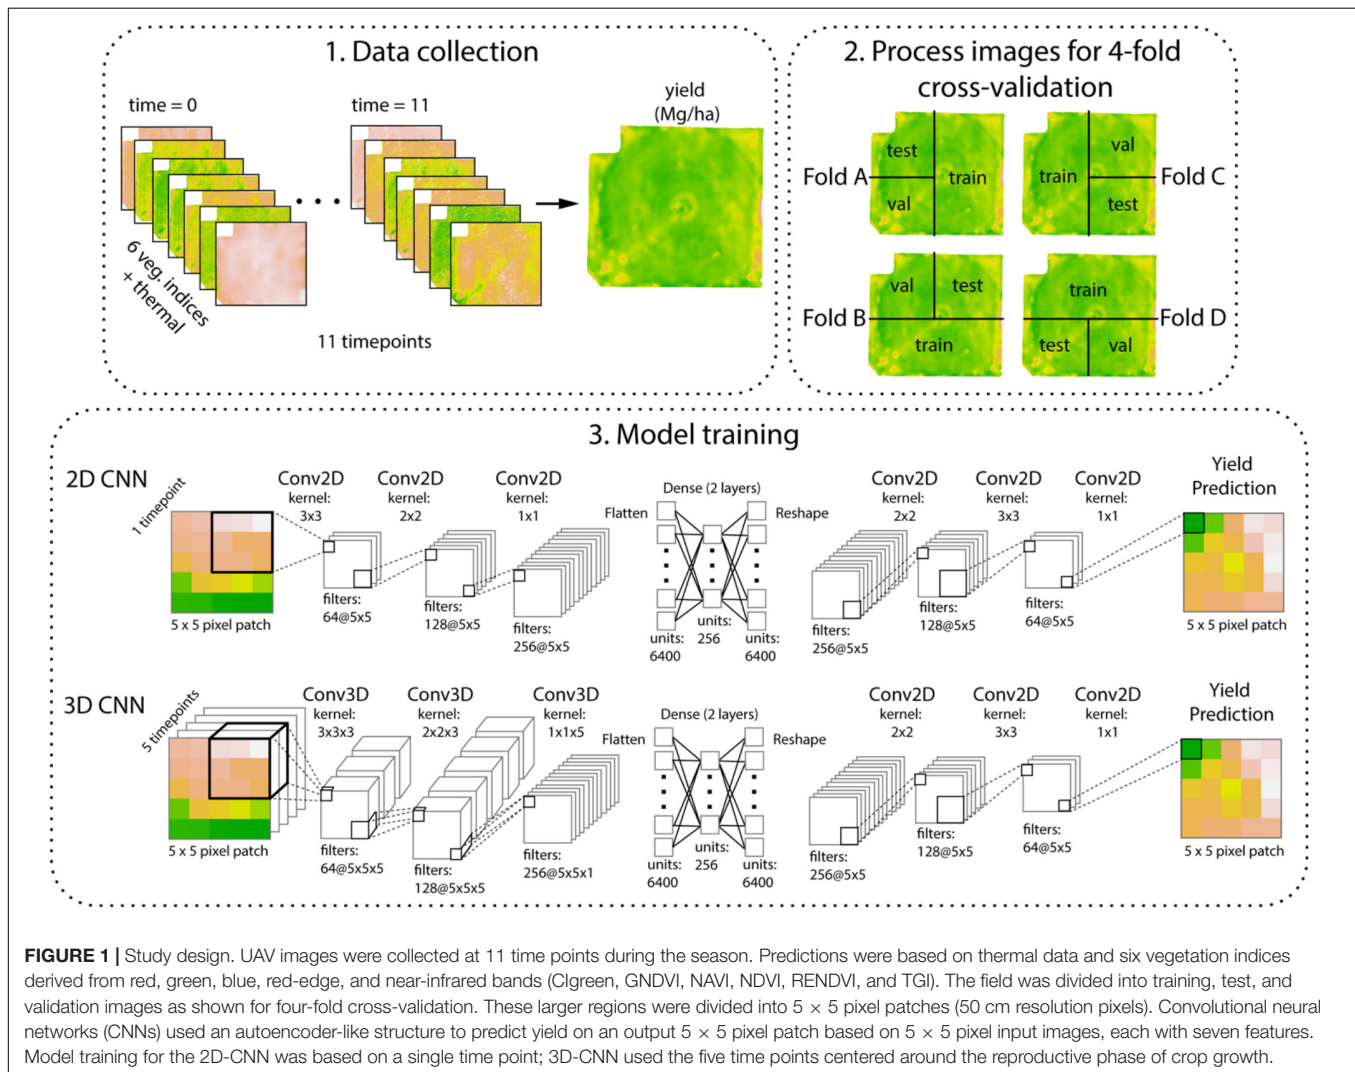 1. Data collection
time = 0
time = 11
yield
(Mg/ha)
6 veg. indices
+ thermal
11 timepoints
2. Process images for 4-fold
cross-validation
Fold A
test
val
train
train
val
test
Fold C
Fold B
val
test
train
train
test
val
Fold D
3. Model training
2D CNN
1 timepoint
5 x 5 pixel patch
Conv2D
kernel:
3x3
filters:
64@5x5
Conv2D
kernel:
2x2
filters:
128@5x5
Conv2D
kernel:
1x1
filters:
256@5x5
Flatten
Dense (2 layers)
Reshape
units:
6400
units:
256
units:
6400
Conv2D
kernel:
2x2
filters:
256@5x5
Conv2D
kernel:
3x3
filters:
128@5x5
Conv2D
kernel:
1x1
filters:
64@5x5
Yield
Prediction
5 x 5 pixel patch
3D CNN
5 timepoints
5 x 5 pixel patch
Conv3D
kernel:
3x3x3
filters:
64@5x5x5
Conv3D
kernel:
2x2x3
filters:
128@5x5x5
Conv3D
kernel:
1x1x5
filters:
256@5x5x1
Flatten
Dense (2 layers)
Reshape
units:
6400
units:
256
units:
6400
Conv2D
kernel:
2x2
filters:
256@5x5
Conv2D
kernel:
3x3
filters:
128@5x5
Conv2D
kernel:
1x1
filters:
64@5x5
Yield
Prediction
5 x 5 pixel patch
FIGURE 1 | Study design. UAV images were collected at 11 time points during the season. Predictions were based on thermal data and six vegetation indices
derived from red, green, blue, red-edge, and near-infrared bands (CIgreen, GNDVI, NAVI, NDVI, RENDVI, and TGI). The field was divided into training, test, and
validation images as shown for four-fold cross-validation. These larger regions were divided into 5 × 5 pixel patches (50 cm resolution pixels). Convolutional neural
networks (CNNs) used an autoencoder-like structure to predict yield on an output 5 × 5 pixel patch based on 5 × 5 pixel input images, each with seven features.
Model training for the 2D-CNN was based on a single time point; 3D-CNN used the five time points centered around the reproductive phase of crop growth.